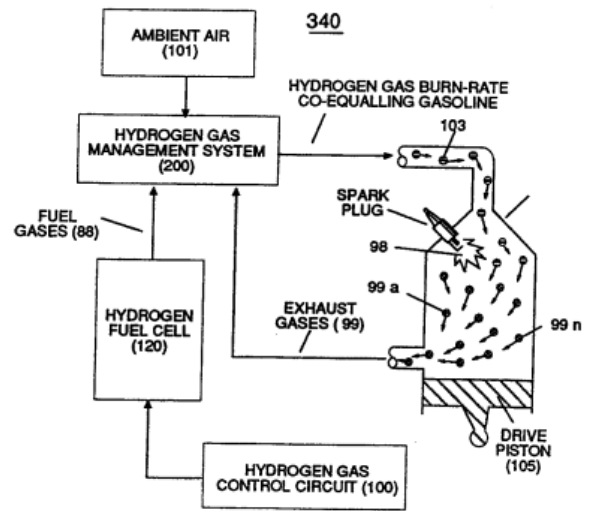 340
AMBIENT AIR
(101)
HYDROGEN GAS BURN-RATE
CO-EQUALLING GASOLINE
103
HYDROGEN GAS
MANAGEMENT SYSTEM
(200)
SPARK
PLUG
98
FUEL
GASES (88)
99 a
99 n
EXHAUST
GASES ( 99)
HYDROGEN
FUEL CELL
(120)
DRIVE
PISTON
(105)
HYDROGEN GAS
CONTROL CIRCUIT (100)